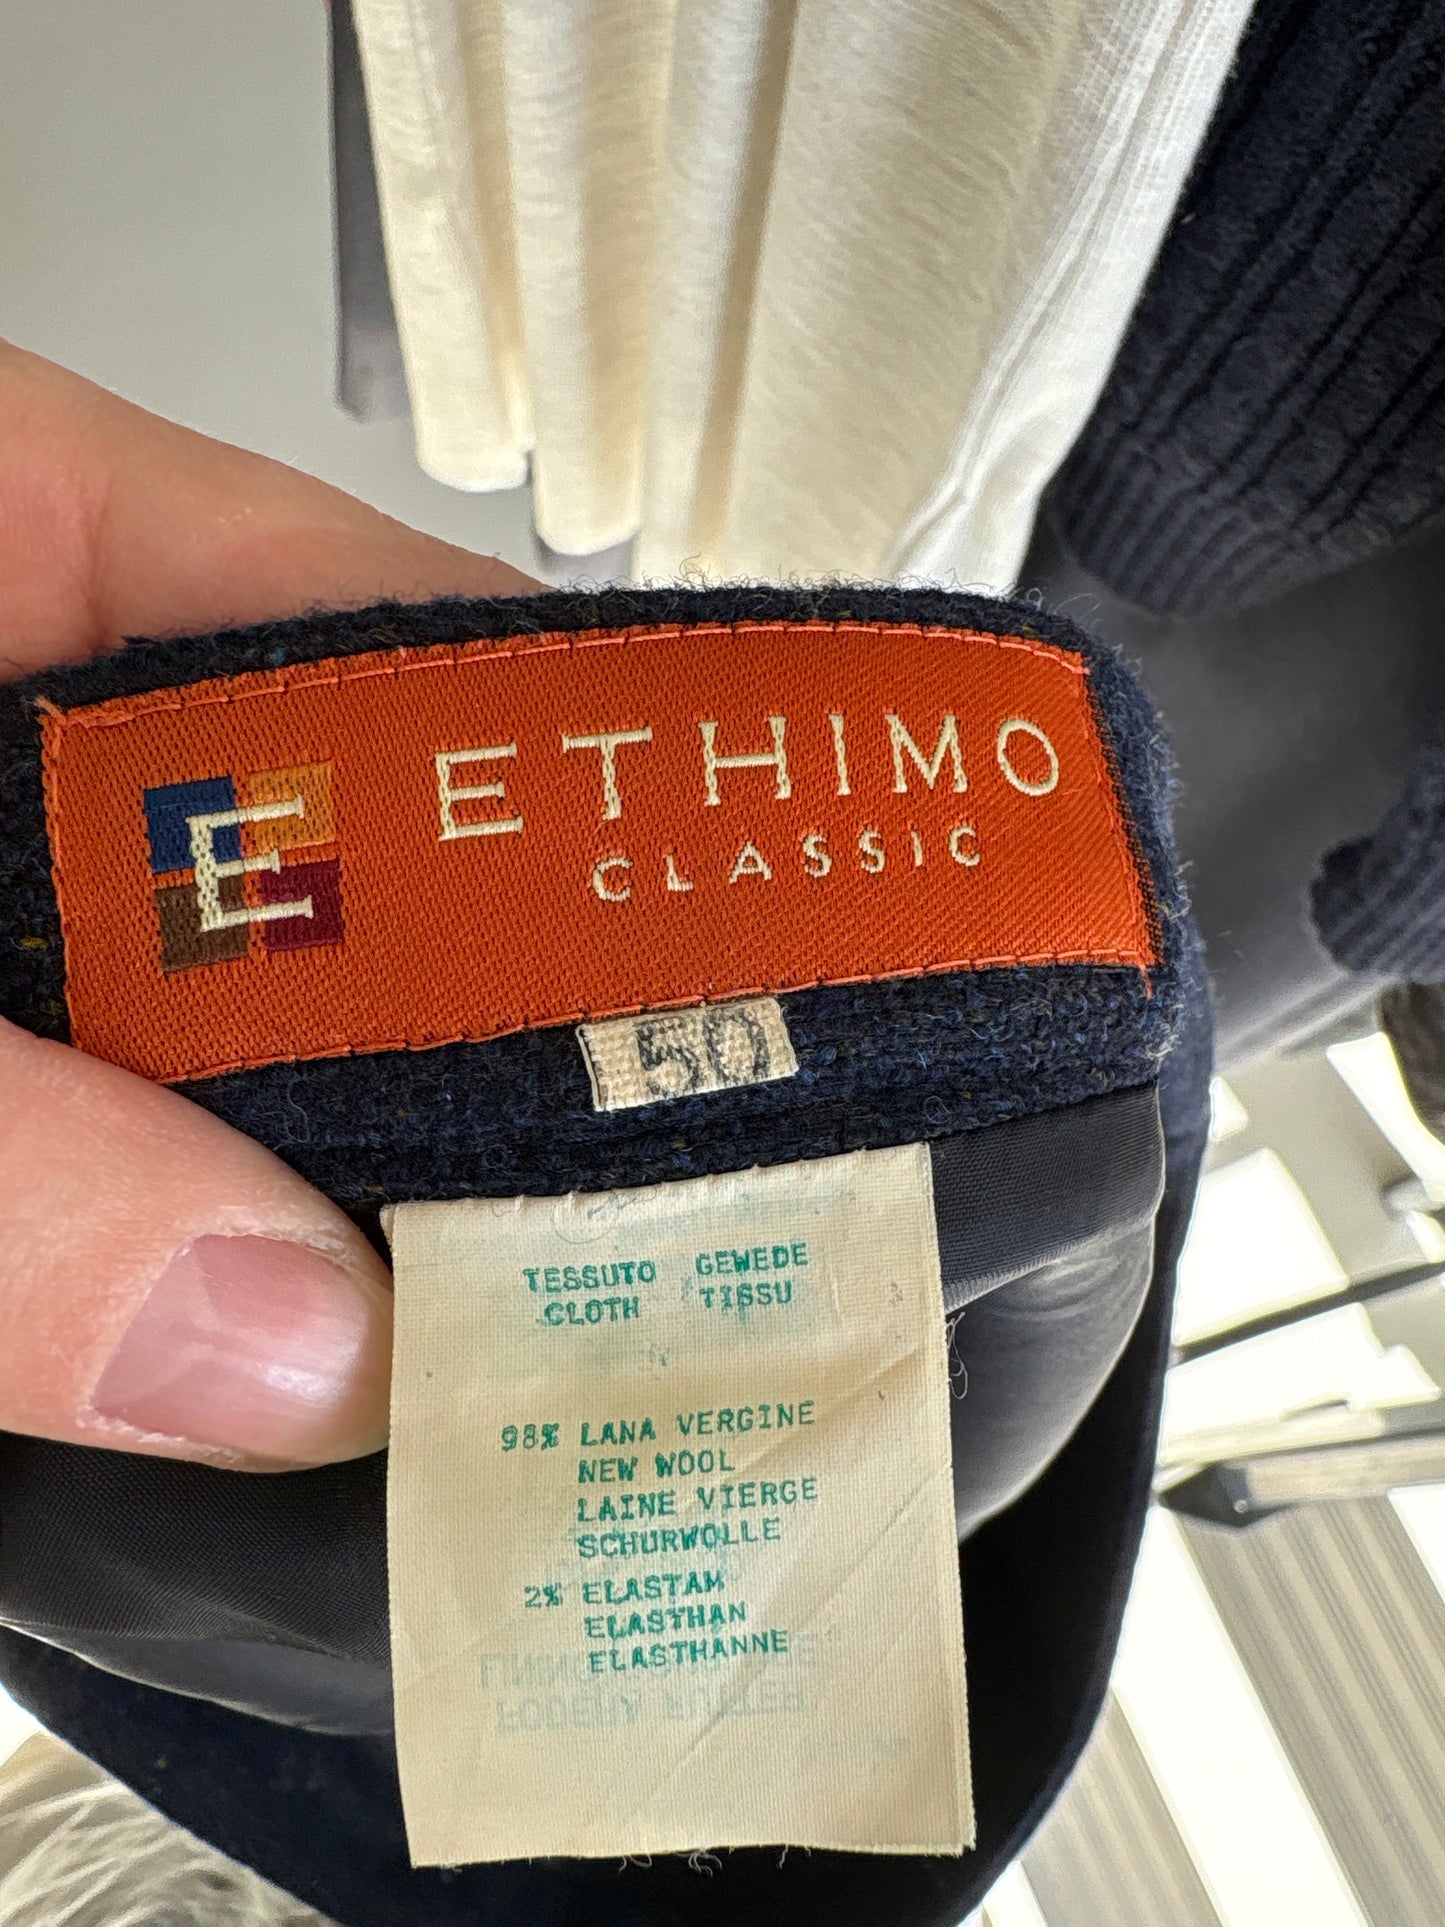 E
ETHIMO
CLASSIC
50
TESSUTO GEWEDE
CLOTH TISSU
98% LANA VERGINE
NEW WOOL
LAINE VIERGE
SCHURWOLLE
2% ELASTAM
ELASTHAN
ELASTHANNE